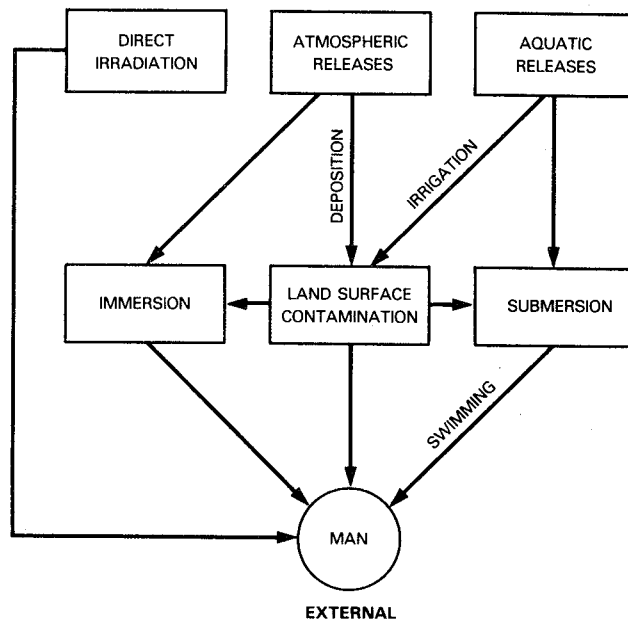 DIRECT
IRRADIATION
ATMOSPHERIC
RELEASES
AQUATIC
RELEASES
DEPOSITION
IRRIGATION
IMMERSION
LAND SURFACE
CONTAMINATION
SUBMERSION
SWIMMING
MAN
EXTERNAL